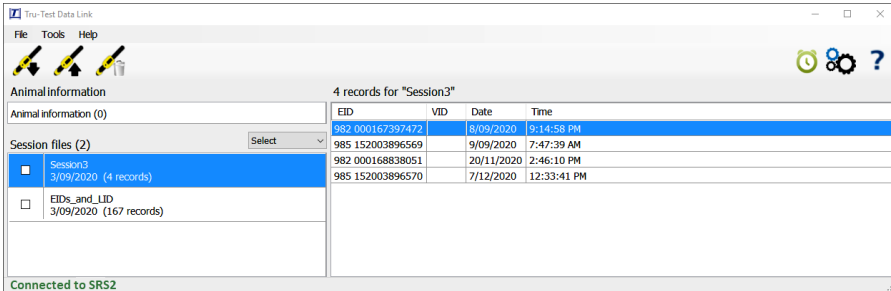 Tru-Test Data Link
File Tools Help
Animal information
Animal information (0)
Session files (2) Select
Session3
3/09/2020 (4 records)
EIDs_and_LID
3/09/2020 (167 records)
4 records for "Session3"
EID VID Date Time
982 000167397472 8/09/2020 9:14:58 PM
985 152003896569 9/09/2020 7:47:39 AM
982 000168838051 20/11/2020 2:46:10 PM
985 152003896570 7/12/2020 12:33:41 PM
Connected to SRS2